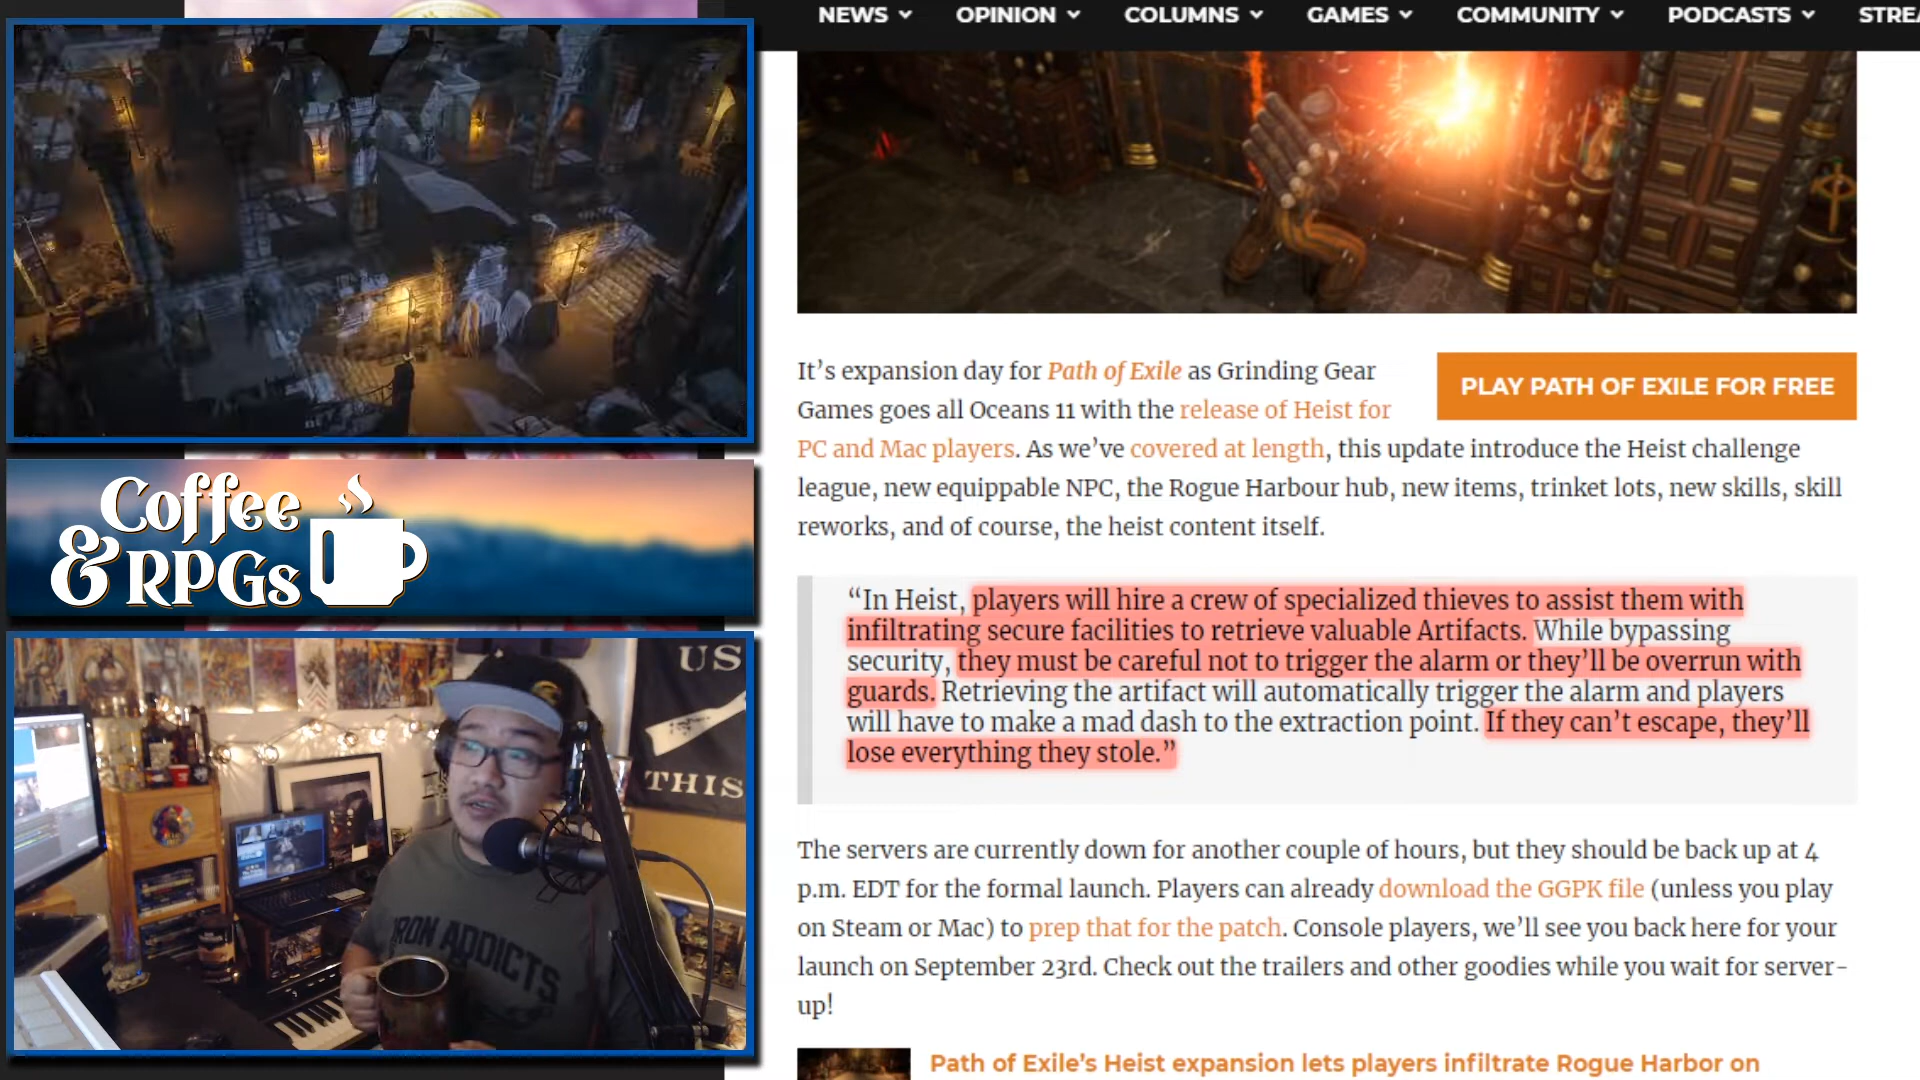 NEWS OPINION COLUMNS GAMES COMMUNITY PODCASTS STREA
Coffee
& RPGs
US
THIS
IRON ADDICTS
It’s expansion day for Path of Exile as Grinding Gear
Games goes all Oceans 11 with the release of Heist for
PLAY PATH OF EXILE FOR FREE
PC and Mac players. As we’ve covered at length, this update introduce the Heist challenge
league, new equippable NPC, the Rogue Harbour hub, new items, trinket lots, new skills, skill
reworks, and of course, the heist content itself.
“In Heist, players will hire a crew of specialized thieves to assist them with
infiltrating secure facilities to retrieve valuable Artifacts. While bypassing
security, they must be careful not to trigger the alarm or they’ll be overrun with
guards. Retrieving the artifact will automatically trigger the alarm and players
will have to make a mad dash to the extraction point. If they can’t escape, they’ll
lose everything they stole.”
The servers are currently down for another couple of hours, but they should be back up at 4
p.m. EDT for the formal launch. Players can already download the GGPK file (unless you play
on Steam or Mac) to prep that for the patch. Console players, we’ll see you back here for your
launch on September 23rd. Check out the trailers and other goodies while you wait for server-
up!
Path of Exile’s Heist expansion lets players infiltrate Rogue Harbor on